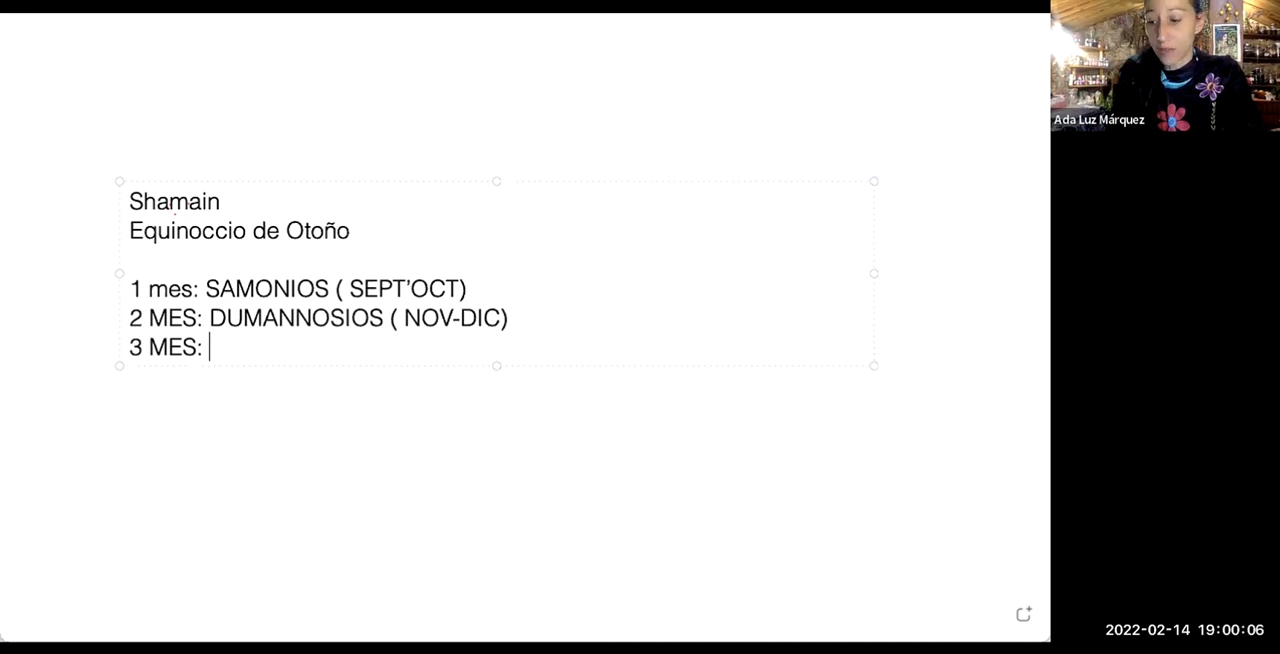 Shamain
Equinoccio de Otoño
1 mes: SAMONIOS ( SEPT'OCT)
2 MES: DUMANNOSIOS ( NOV-DIC)
3 MES:
Ada Luz Márquez
2022-02-14 19:00:06